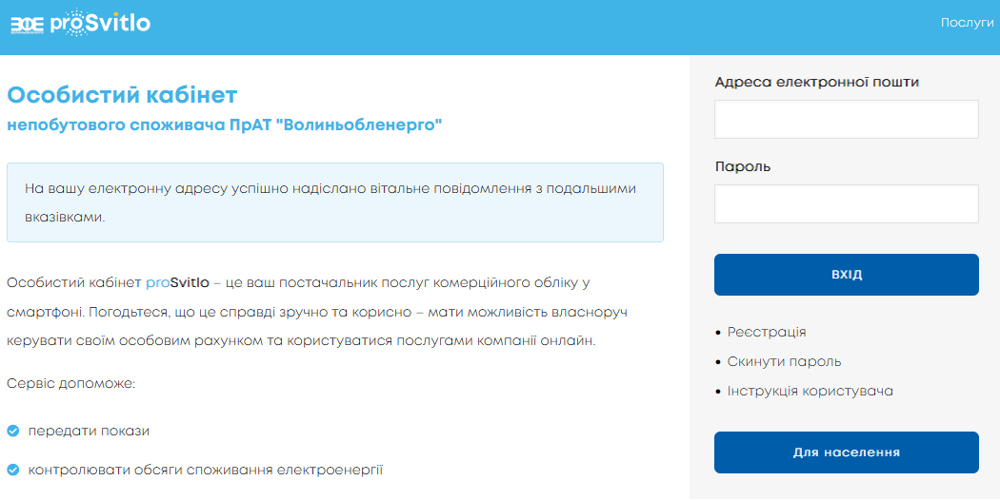 ВОЕ proSvitlo
Послуги
Особистий кабінет
непобутового споживача ПрАТ "Волиньобленерго"
На вашу електронну адресу успішно надіслано вітальне повідомлення з подальшими
вказівками.
Особистий кабінет proSvitlo – це ваш постачальник послуг комерційного обліку у
смартфоні. Погодьтеся, що це справді зручно та корисно – мати можливість власноруч
керувати своїм особовим рахунком та користуватися послугами компанії онлайн.
Сервіс допоможе:
передати покази
контролювати обсяги споживання електроенергії
Адреса електронної пошти
Пароль
ВХІД
Реєстрація
Скинути пароль
Інструкція користувача
Для населення